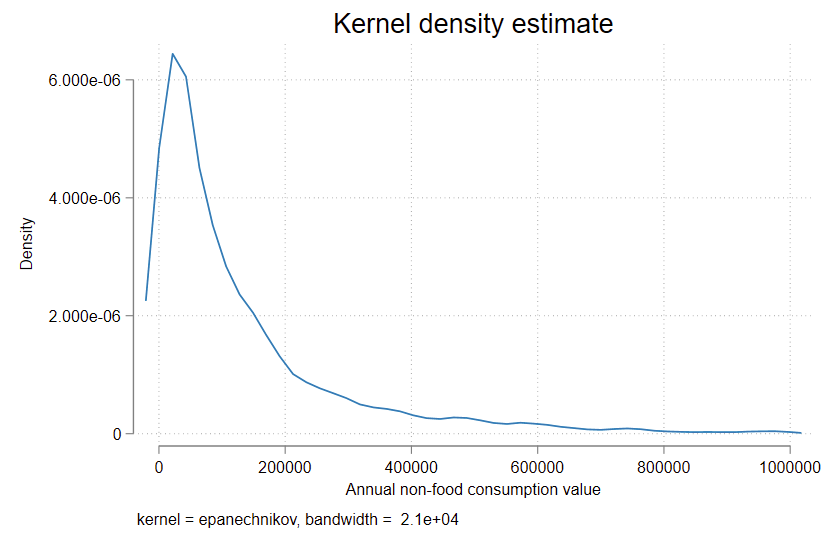 Kernel density estimate
6.000e-06
4.000e-06
2.000e-06
0
Density
0 200000 400000 600000 800000 1000000
Annual non-food consumption value
kernel = epanechnikov, bandwidth =  2.1e+04